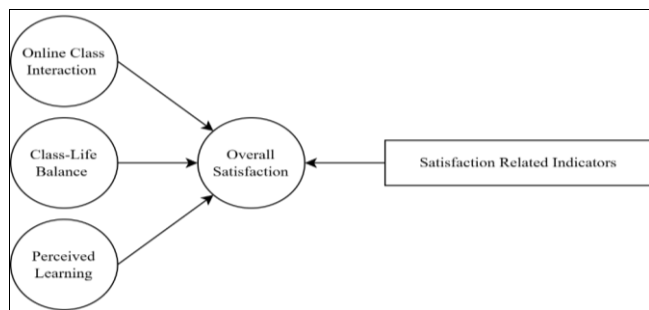 Online Class
Interaction
Class-Life
Balance
Overall
Satisfaction
Satisfaction Related Indicators
Perceived
Learning